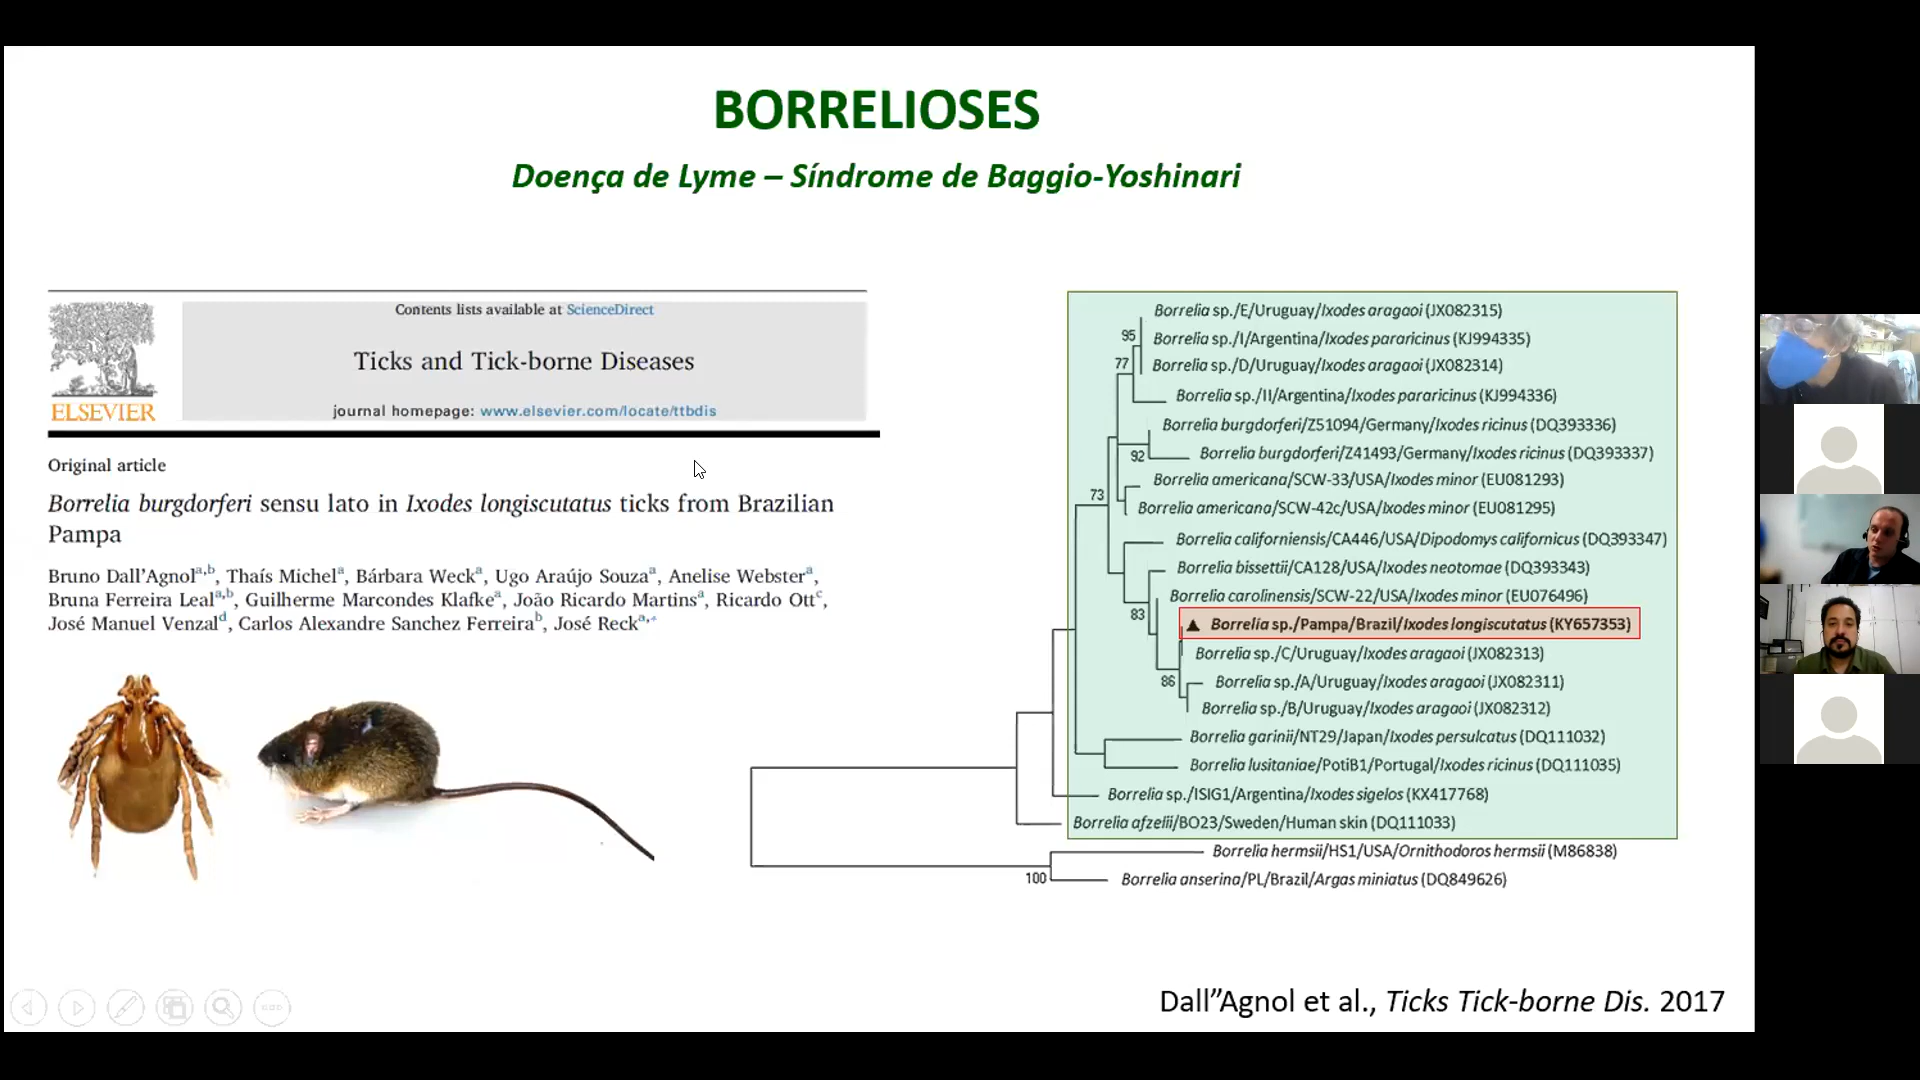 BORRELIOSES
Doença de Lyme – Síndrome de Baggio-Yoshinari
Contents lists available at ScienceDirect
Ticks and Tick-borne Diseases
journal homepage: www.elsevier.com/locate/ttbdis
ELSEVIER
Original article
Borrelia burgdorferi sensu lato in Ixodes longiscutatus ticks from Brazilian
Pampa
Bruno Dall'Agnol a,b, Thaís Michel a, Bárbara Weck a, Ugo Araújo Souza a, Anelise Webster a,
Bruna Ferreira Leal a,b, Guilherme Marcondes Klafke a, João Ricardo Martins a, Ricardo Ott c,
José Manuel Venzal d, Carlos Alexandre Sanchez Ferreira b, José Reck a,*
Borrelia sp./E/Uruguay/Ixodes aragaoi (JX082315)
95
Borrelia sp./I/Argentina/Ixodes pararicinus (KJ994335)
77
Borrelia sp./D/Uruguay/Ixodes aragaoi (JX082314)
Borrelia sp./II/Argentina/Ixodes pararicinus (KJ994336)
Borrelia burgdorferi/Z51094/Germany/Ixodes ricinus (DQ393336)
92
Borrelia burgdorferi/Z41493/Germany/Ixodes ricinus (DQ393337)
Borrelia americana/SCW-33/USA/Ixodes minor (EU081293)
73
Borrelia americana/SCW-42c/USA/Ixodes minor (EU081295)
Borrelia californiensis/CA446/USA/Dipodomys californicus (DQ393347)
Borrelia bissettii/CA128/USA/Ixodes neotomae (DQ393343)
Borrelia carolinensis/SCW-22/USA/Ixodes minor (EU076496)
83
▲ Borrelia sp./Pampa/Brazil/Ixodes longiscutatus (KY657353)
Borrelia sp./C/Uruguay/Ixodes aragaoi (JX082313)
86
Borrelia sp./A/Uruguay/Ixodes aragaoi (JX082311)
Borrelia sp./B/Uruguay/Ixodes aragaoi (JX082312)
Borrelia garinii/NT29/Japan/Ixodes persulcatus (DQ111032)
Borrelia lusitaniae/PotiB1/Portugal/Ixodes ricinus (DQ111035)
Borrelia sp./ISIG1/Argentina/Ixodes sigelos (KX417768)
Borrelia afzelii/BO23/Sweden/Human skin (DQ111033)
Borrelia hermsii/HS1/USA/Ornithodoros hermsii (M86838)
100
Borrelia anserina/PL/Brazil/Argas miniatus (DQ849626)
Dall”Agnol et al., Ticks Tick-borne Dis. 2017